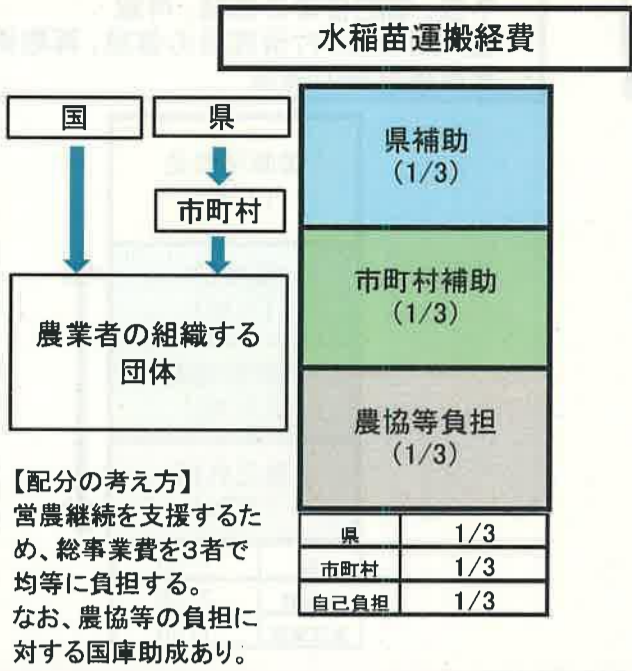 水稲苗運搬経費
国
県
市町村
農業者の組織する
団体
県補助
(1/3)
市町村補助
(1/3)
農協等負担
(1/3)
県 1/3
市町村 1/3
自己負担 1/3
【配分の考え方】
営農継続を支援するた
め、総事業費を3者で
均等に負担する。
なお、農協等の負担に
対する国庫助成あり。